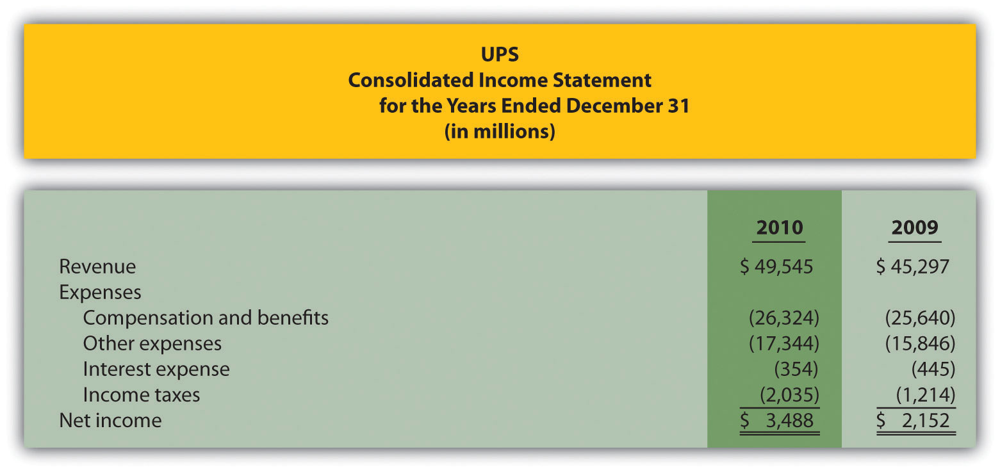 UPS
Consolidated Income Statement
for the Years Ended December 31
(in millions)
2010 2009
Revenue $ 49,545 $ 45,297
Expenses
Compensation and benefits (26,324) (25,640)
Other expenses (17,344) (15,846)
Interest expense (354) (445)
Income taxes (2,035) (1,214)
Net income $ 3,488 $ 2,152